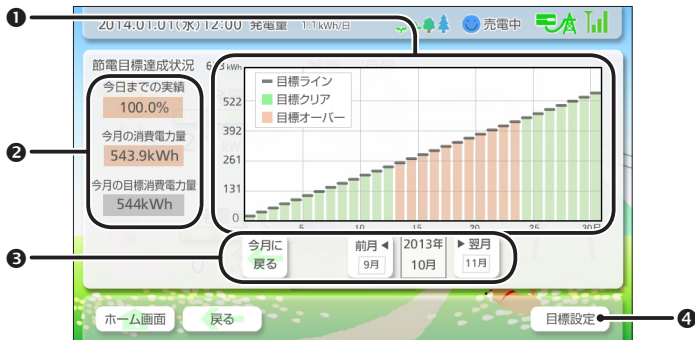 ❶
2014.01.01(水)12:00 発電量 1.1kWh/日
売電中
節電目標達成状況
kWh
目標ライン
目標クリア
目標オーバー
522
392
261
131
0
5
10
15
20
25
30日
❷
今日までの実績
100.0%
今月の消費電力量
543.9kWh
今月の目標消費電力量
544kWh
❸
今月に
戻る
前月◀
9月
2013年
10月
▶翌月
11月
ホーム画面
戻る
目標設定
❹